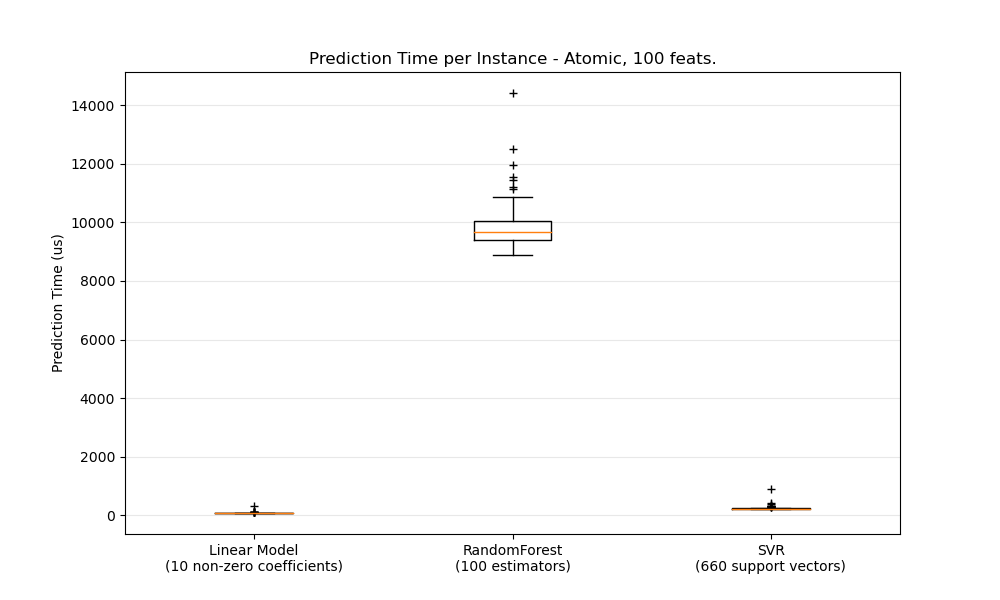 Prediction Time per Instance - Atomic, 100 feats.
Prediction Time (us)
14000
12000
10000
8000
6000
4000
2000
0
Linear Model
(10 non-zero coefficients)
RandomForest
(100 estimators)
SVR
(660 support vectors)